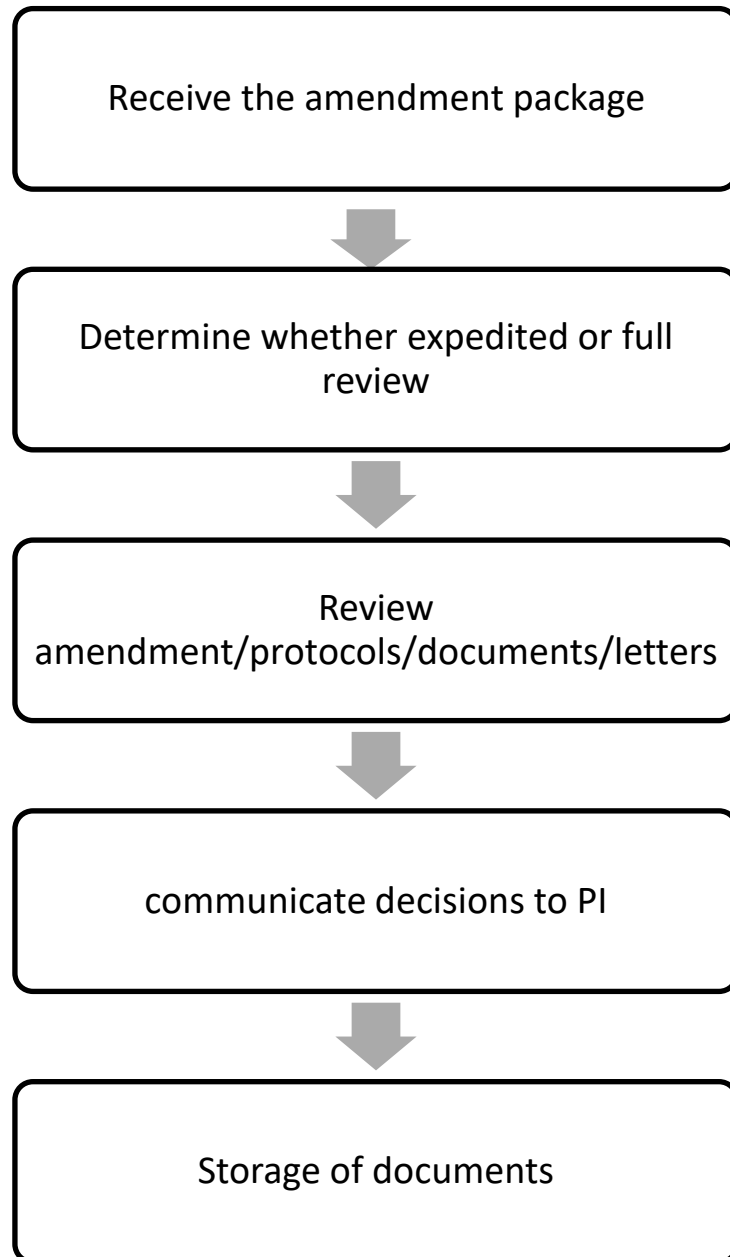 Receive the amendment package
Determine whether expedited or full
review
Review
amendment/protocols/documents/letters
communicate decisions to PI
Storage of documents